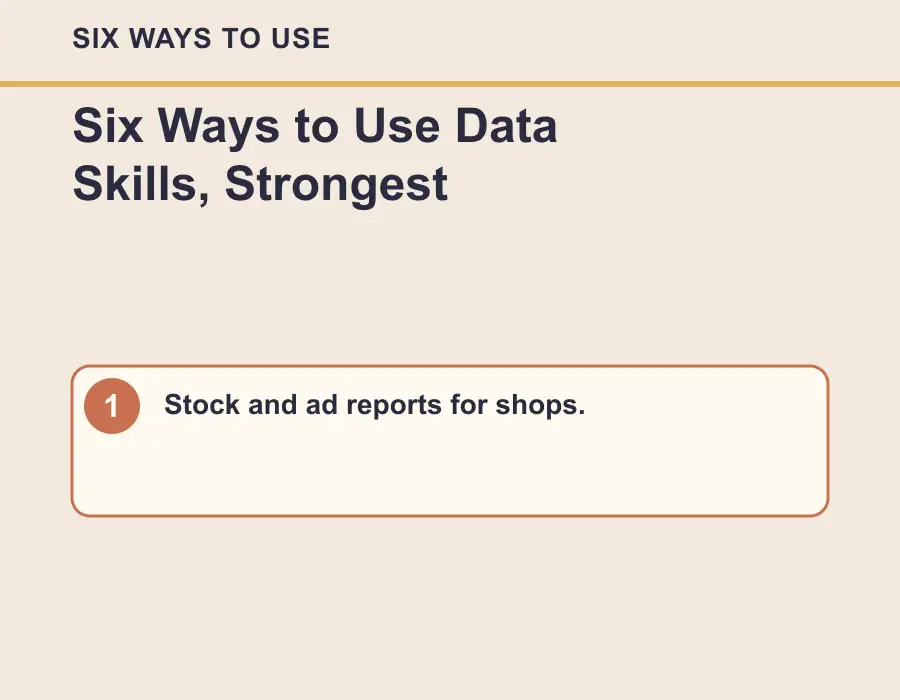 SIX WAYS TO USE
Six Ways to Use Data
Skills, Strongest
1 Stock and ad reports for shops.